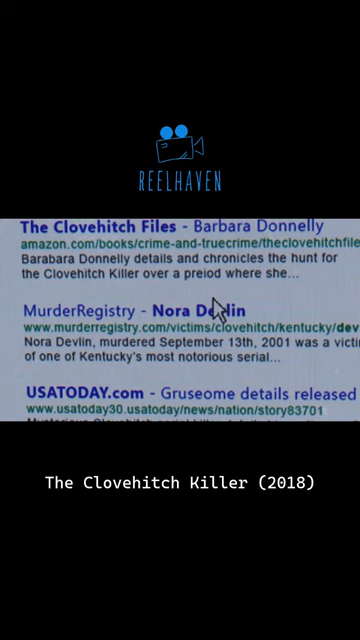 REELHAVEN
The Clovehitch Files - Barbara Donnelly
amazon.com/books/crime-and-truecrime/theclovehitchfile
Barabara Donnelly details and chronicles the hunt for
the Clovehitch Killer over a preiod where she...
MurderRegistry - Nora Devlin
www.murderregistry.com/victims/clovehitch/kentucky/dev
Nora Devlin, murdered September 13th, 2001 was a victi
of one of Kentucky's most notorious serial...
USATODAY.com - Gruseome details released
www.usatoday30.usatoday/news/nation/story83701
The Clovehitch Killer (2018)